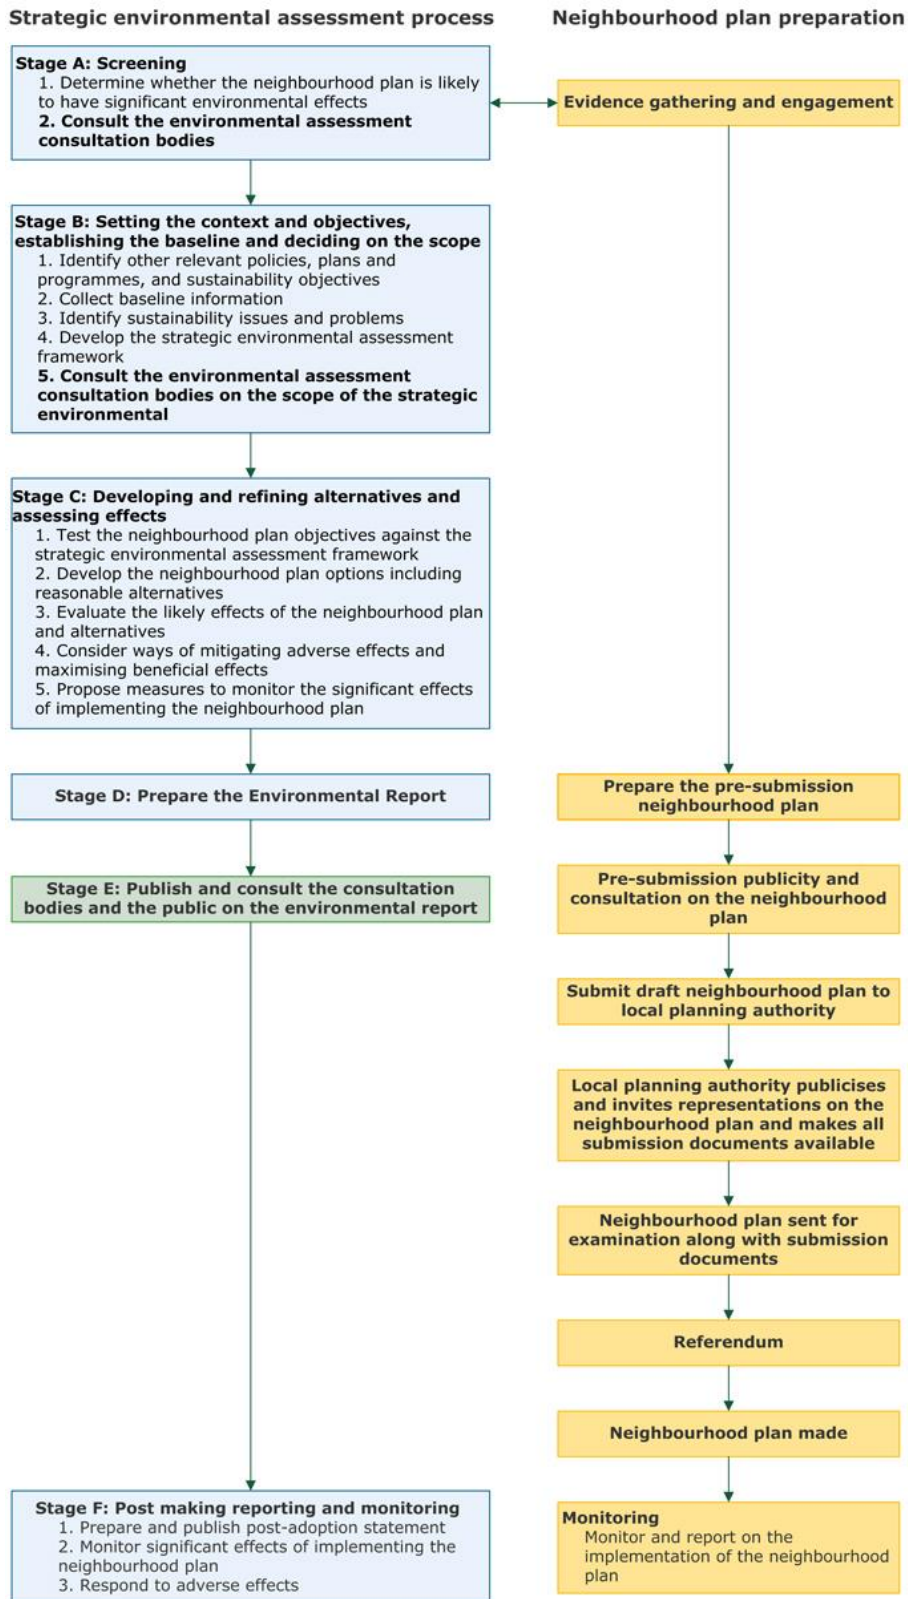 Strategic environmental assessment process
Neighbourhood plan preparation
Stage A: Screening
1. Determine whether the neighbourhood plan is likely
to have significant environmental effects
2. Consult the environmental assessment
consultation bodies
Evidence gathering and engagement
Stage B: Setting the context and objectives,
establishing the baseline and deciding on the scope
1. Identify other relevant policies, plans and
programmes, and sustainability objectives
2. Collect baseline information
3. Identify sustainability issues and problems
4. Develop the strategic environmental assessment
framework
5. Consult the environmental assessment
consultation bodies on the scope of the strategic
environmental
Stage C: Developing and refining alternatives and
assessing effects
1. Test the neighbourhood plan objectives against the
strategic environmental assessment framework
2. Develop the neighbourhood plan options including
reasonable alternatives
3. Evaluate the likely effects of the neighbourhood plan
and alternatives
4. Consider ways of mitigating adverse effects and
maximising beneficial effects
5. Propose measures to monitor the significant effects
of implementing the neighbourhood plan
Stage D: Prepare the Environmental Report
Prepare the pre-submission
neighbourhood plan
Stage E: Publish and consult the consultation
bodies and the public on the environmental report
Pre-submission publicity and
consultation on the neighbourhood
plan
Submit draft neighbourhood plan to
local planning authority
Local planning authority publicises
and invites representations on the
neighbourhood plan and makes all
submission documents available
Neighbourhood plan sent for
examination along with submission
documents
Referendum
Neighbourhood plan made
Stage F: Post making reporting and monitoring
1. Prepare and publish post-adoption statement
2. Monitor significant effects of implementing the
neighbourhood plan
3. Respond to adverse effects
Monitoring
Monitor and report on the
implementation of the neighbourhood
plan